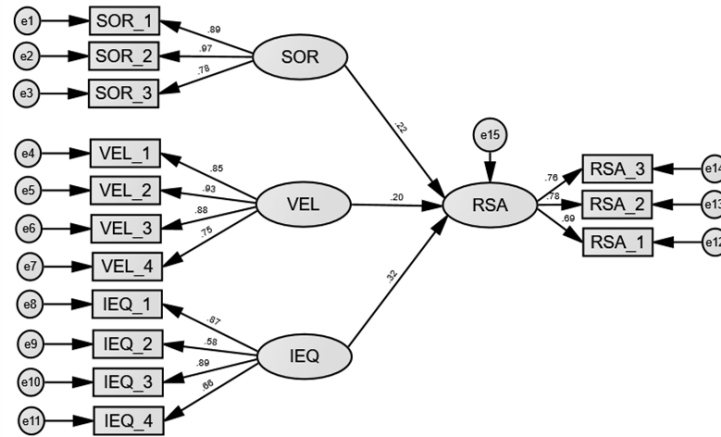 e1
SOR_1
.89
e2
SOR_2
.97
SOR
e3
SOR_3
.78
.22
e15
e4
VEL_1
.85
e5
VEL_2
.93
VEL
.20
RSA
e6
VEL_3
.88
e7
VEL_4
.75
.76
RSA_3
e14
.78
RSA_2
e13
.69
RSA_1
e12
e8
IEQ_1
.87
.32
e9
IEQ_2
.58
IEQ
e10
IEQ_3
.89
e11
IEQ_4
.66